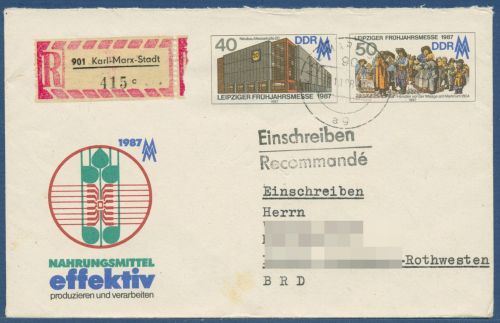 R
901 Karl-Marx-Stadt
415 c
40
DDR
LEIPZIGER FRÜHJAHRSMESSE 1987
50
DDR
LEIPZIGER FRÜHJAHRSMESSE 1987
ag
Einschreiben
Recommandé
1987
NAHRUNGSMITTEL
effektiv
produzieren und verarbeiten
Einschreiben
Herrn
-Rothwesten
BRD